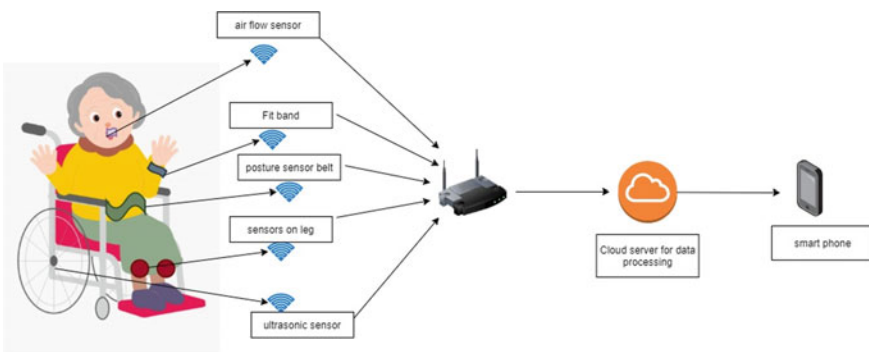 air flow sensor
Fit band
posture sensor belt
sensors on leg
ultrasonic sensor
Cloud server for data
processing
smart phone